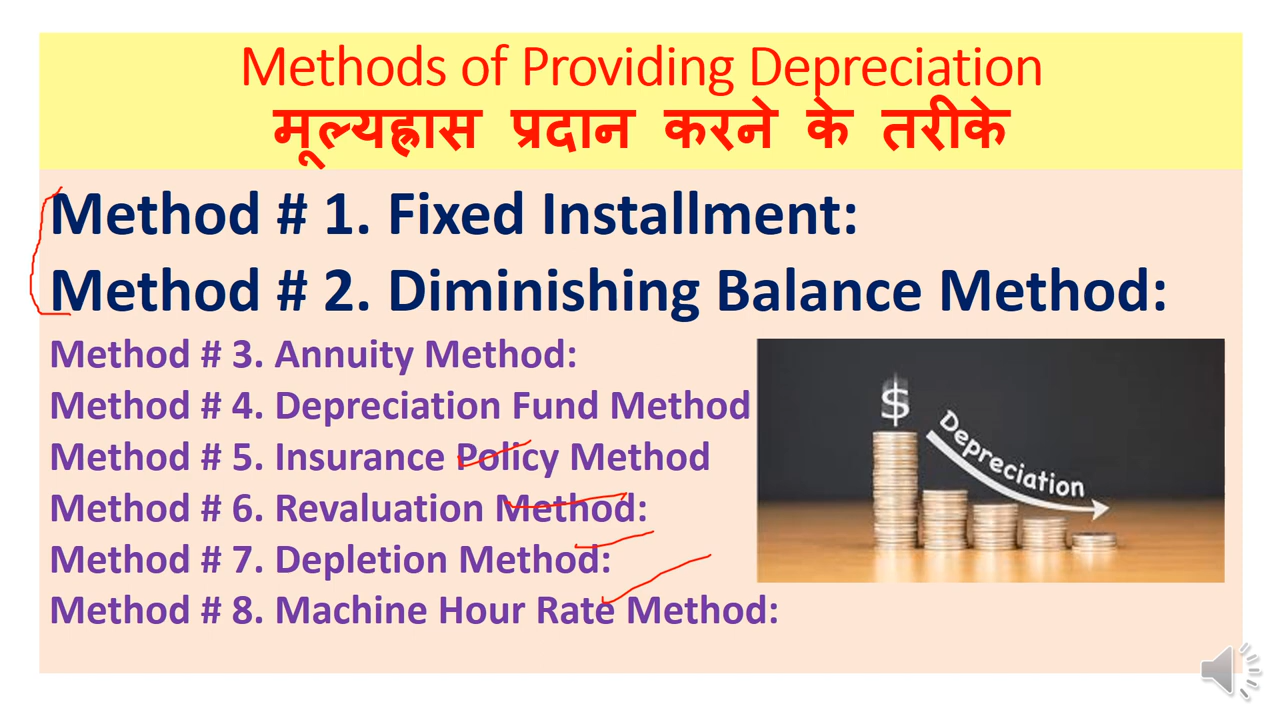 Methods of Providing Depreciation
मूल्यह्रास प्रदान करने के तरीके
Method # 1. Fixed Installment:
Method # 2. Diminishing Balance Method:
Method # 3. Annuity Method:
Method # 4. Depreciation Fund Method
Method # 5. Insurance Policy Method
Method # 6. Revaluation Method:
Method # 7. Depletion Method:
Method # 8. Machine Hour Rate Method:
$
Depreciation